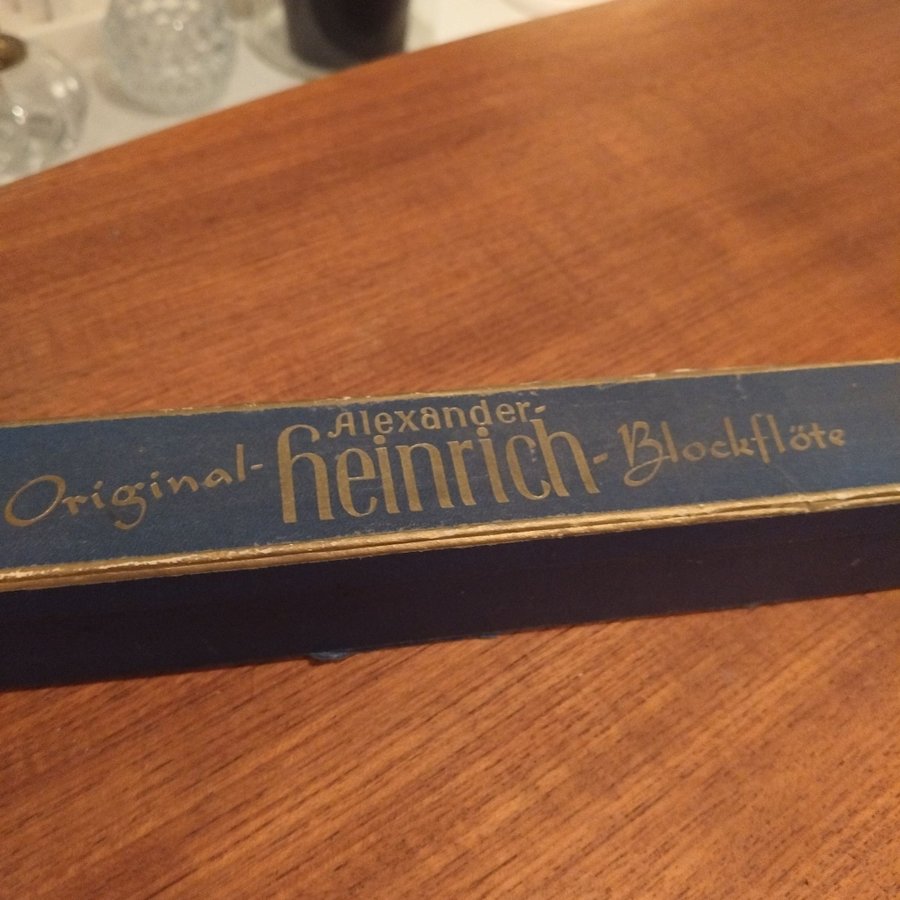 Original-
Alexander-
Heinrich-
Blockflöte